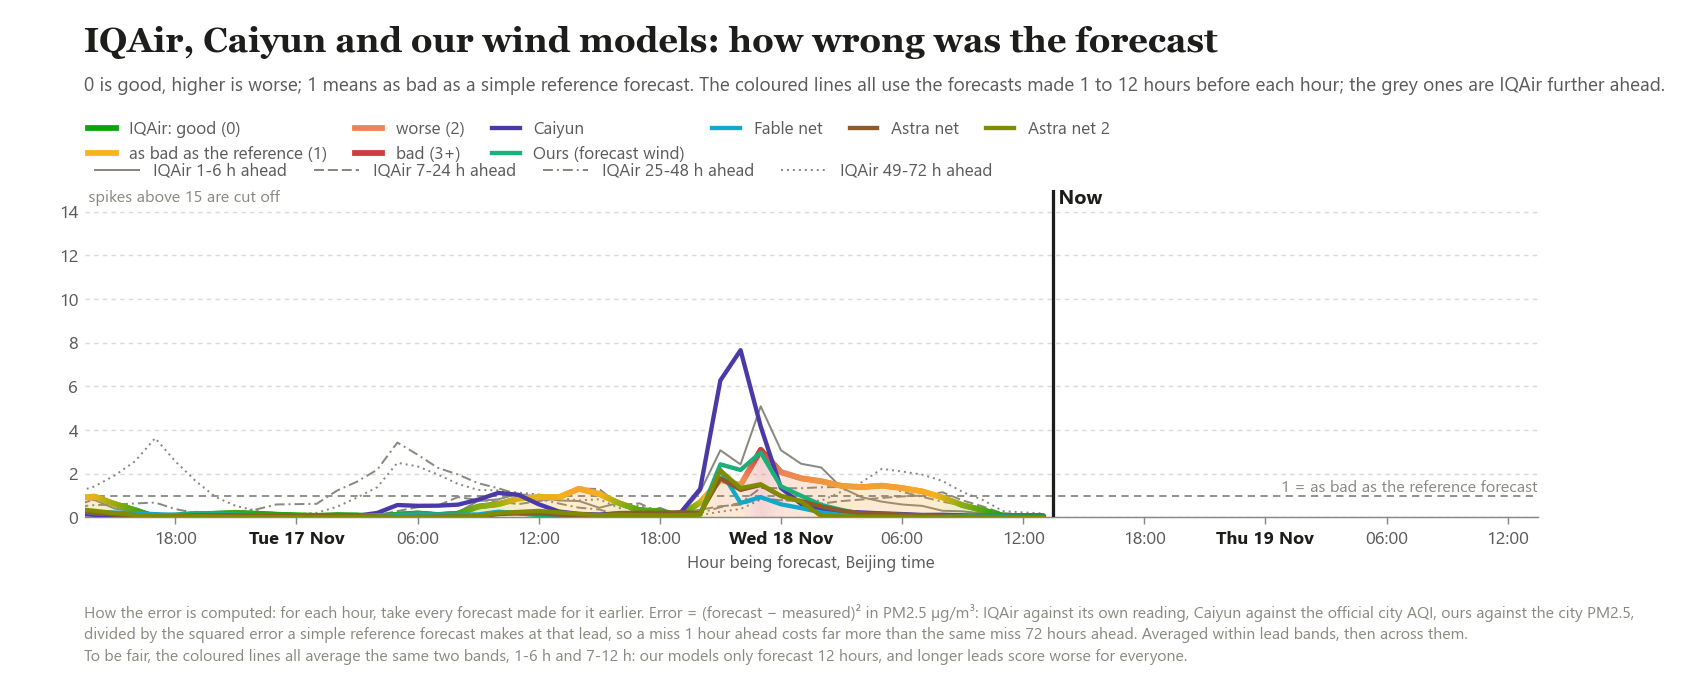 IQAir, Caiyun and our wind models: how wrong was the forecast
0 is good, higher is worse; 1 means as bad as a simple reference forecast. The coloured lines all use the forecasts made 1 to 12 hours before each hour; the grey ones are IQAir further ahead.
IQAir: good (0) worse (2) Caiyun Fable net Astra net Astra net 2
as bad as the reference (1) bad (3+) Ours (forecast wind)
IQAir 1-6 h ahead IQAir 7-24 h ahead IQAir 25-48 h ahead IQAir 49-72 h ahead
spikes above 15 are cut off
Now
14
12
10
8
6
4
2
1 = as bad as the reference forecast
0
18:00 Tue 17 Nov 06:00 12:00 18:00 Wed 18 Nov 06:00 12:00 18:00 Thu 19 Nov 06:00 12:00
Hour being forecast, Beijing time
How the error is computed: for each hour, take every forecast made for it earlier. Error = (forecast − measured)² in PM2.5 µg/m³: IQAir against its own reading, Caiyun against the official city AQI, ours against the city PM2.5,
divided by the squared error a simple reference forecast makes at that lead, so a miss 1 hour ahead costs far more than the same miss 72 hours ahead. Averaged within lead bands, then across them.
To be fair, the coloured lines all average the same two bands, 1-6 h and 7-12 h: our models only forecast 12 hours, and longer leads score worse for everyone.